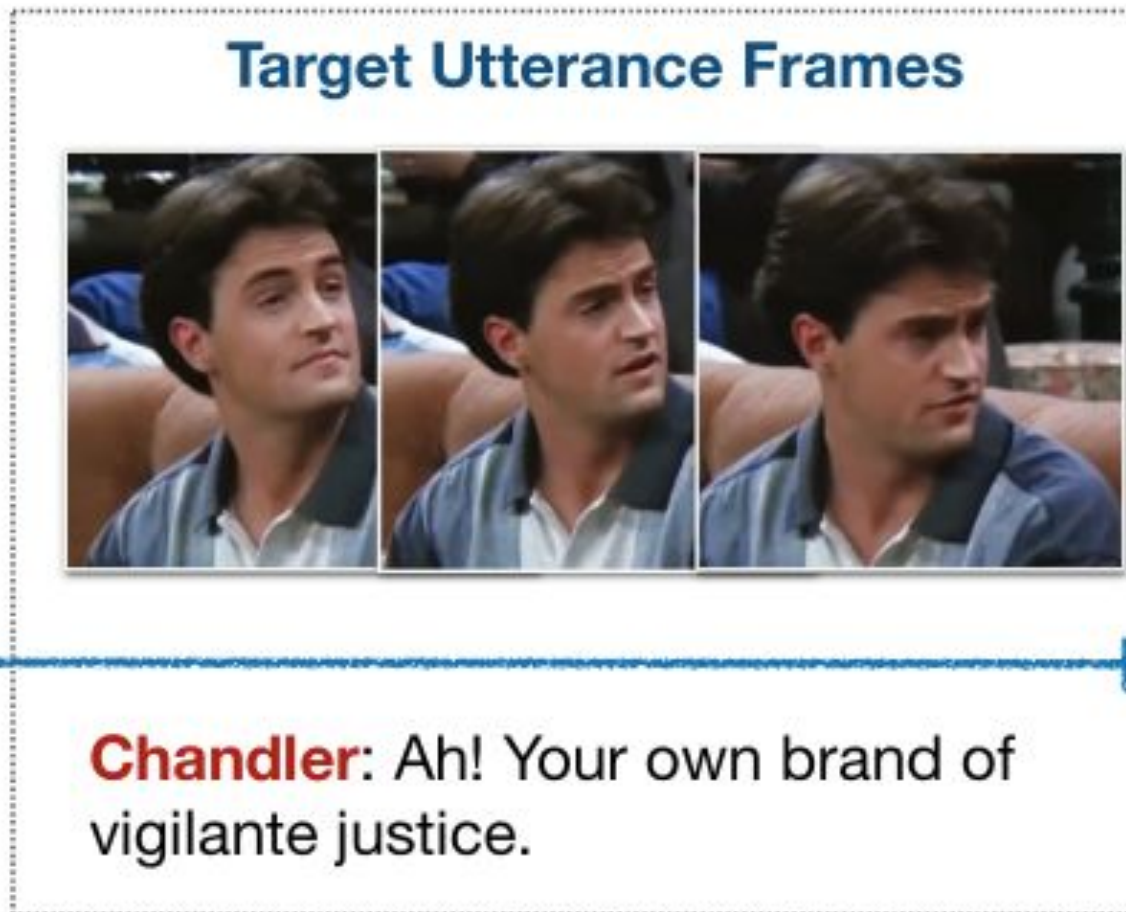 Target Utterance Frames
Chandler: Ah! Your own brand of
vigilante justice.